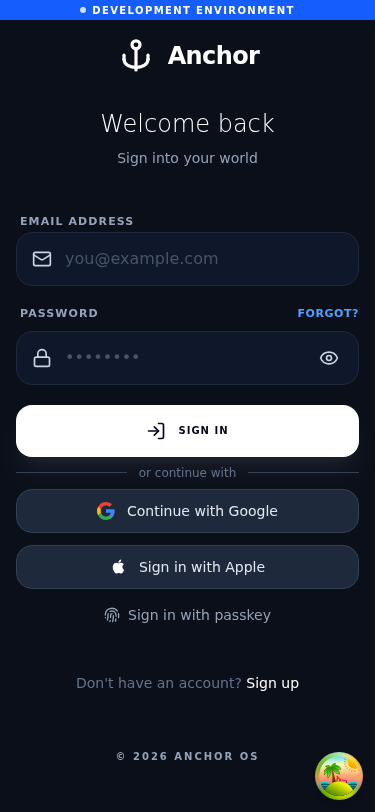 DEVELOPMENT ENVIRONMENT
Anchor
Welcome back
Sign into your world
EMAIL ADDRESS
you@example.com
PASSWORD FORGOT?
••••••••
SIGN IN
or continue with
Continue with Google
Sign in with Apple
Sign in with passkey
Don't have an account? Sign up
© 2026 ANCHOR OS